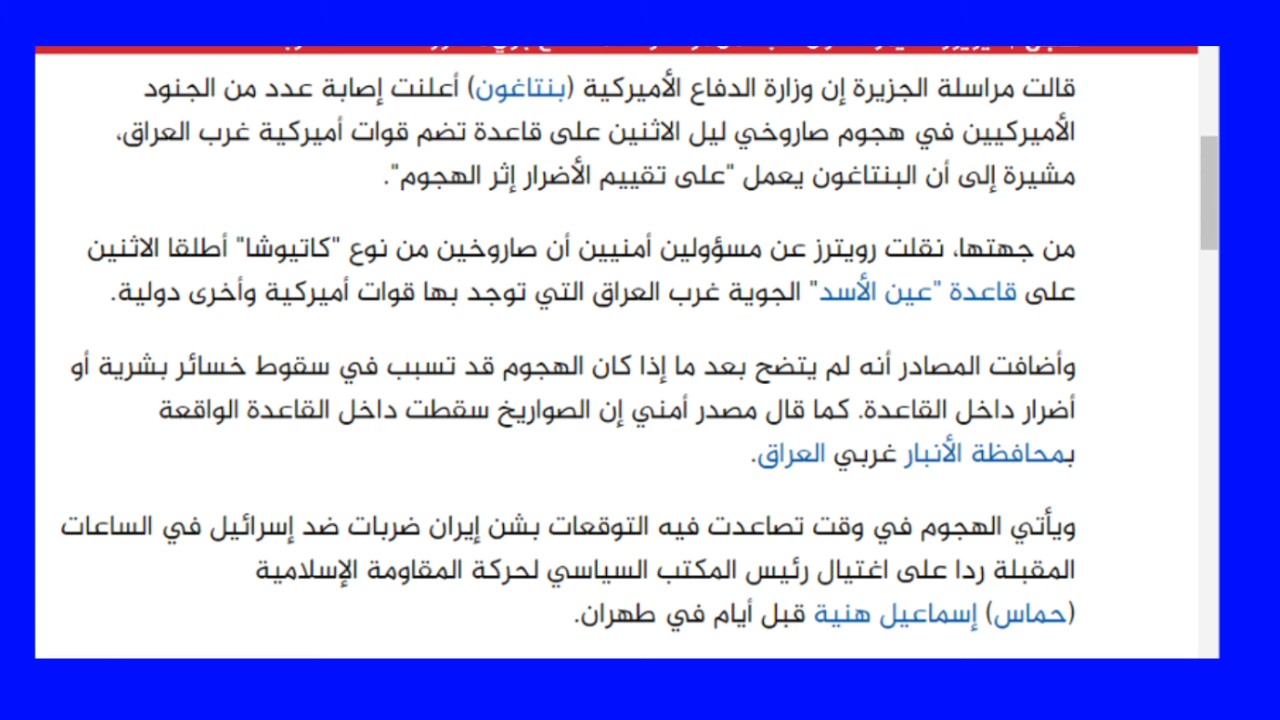 قالت مراسلة الجزيرة إن وزارة الدفاع الأميركية (بنتاغون) أعلنت إصابة عدد من الجنود
الأميركيين في هجوم صاروخي ليل الاثنين على قاعدة تضم قوات أميركية غرب العراق،
مشيرة إلى أن البنتاغون يعمل "على تقييم الأضرار إثر الهجوم".
من جهتها، نقلت رويترز عن مسؤولين أمنيين أن صاروخين من نوع "كاتيوشا" أطلقا الاثنين
على قاعدة "عين الأسد" الجوية غرب العراق التي توجد بها قوات أميركية وأخرى دولية.
وأضافت المصادر أنه لم يتضح بعد ما إذا كان الهجوم قد تسبب في سقوط خسائر بشرية أو
أضرار داخل القاعدة. كما قال مصدر أمني إن الصواريخ سقطت داخل القاعدة الواقعة
بمحافظة الأنبار غربي العراق.
ويأتي الهجوم في وقت تصاعدت فيه التوقعات بشن إيران ضربات ضد إسرائيل في الساعات
المقبلة ردا على اغتيال رئيس المكتب السياسي لحركة المقاومة الإسلامية
(حماس) إسماعيل هنية قبل أيام في طهران.